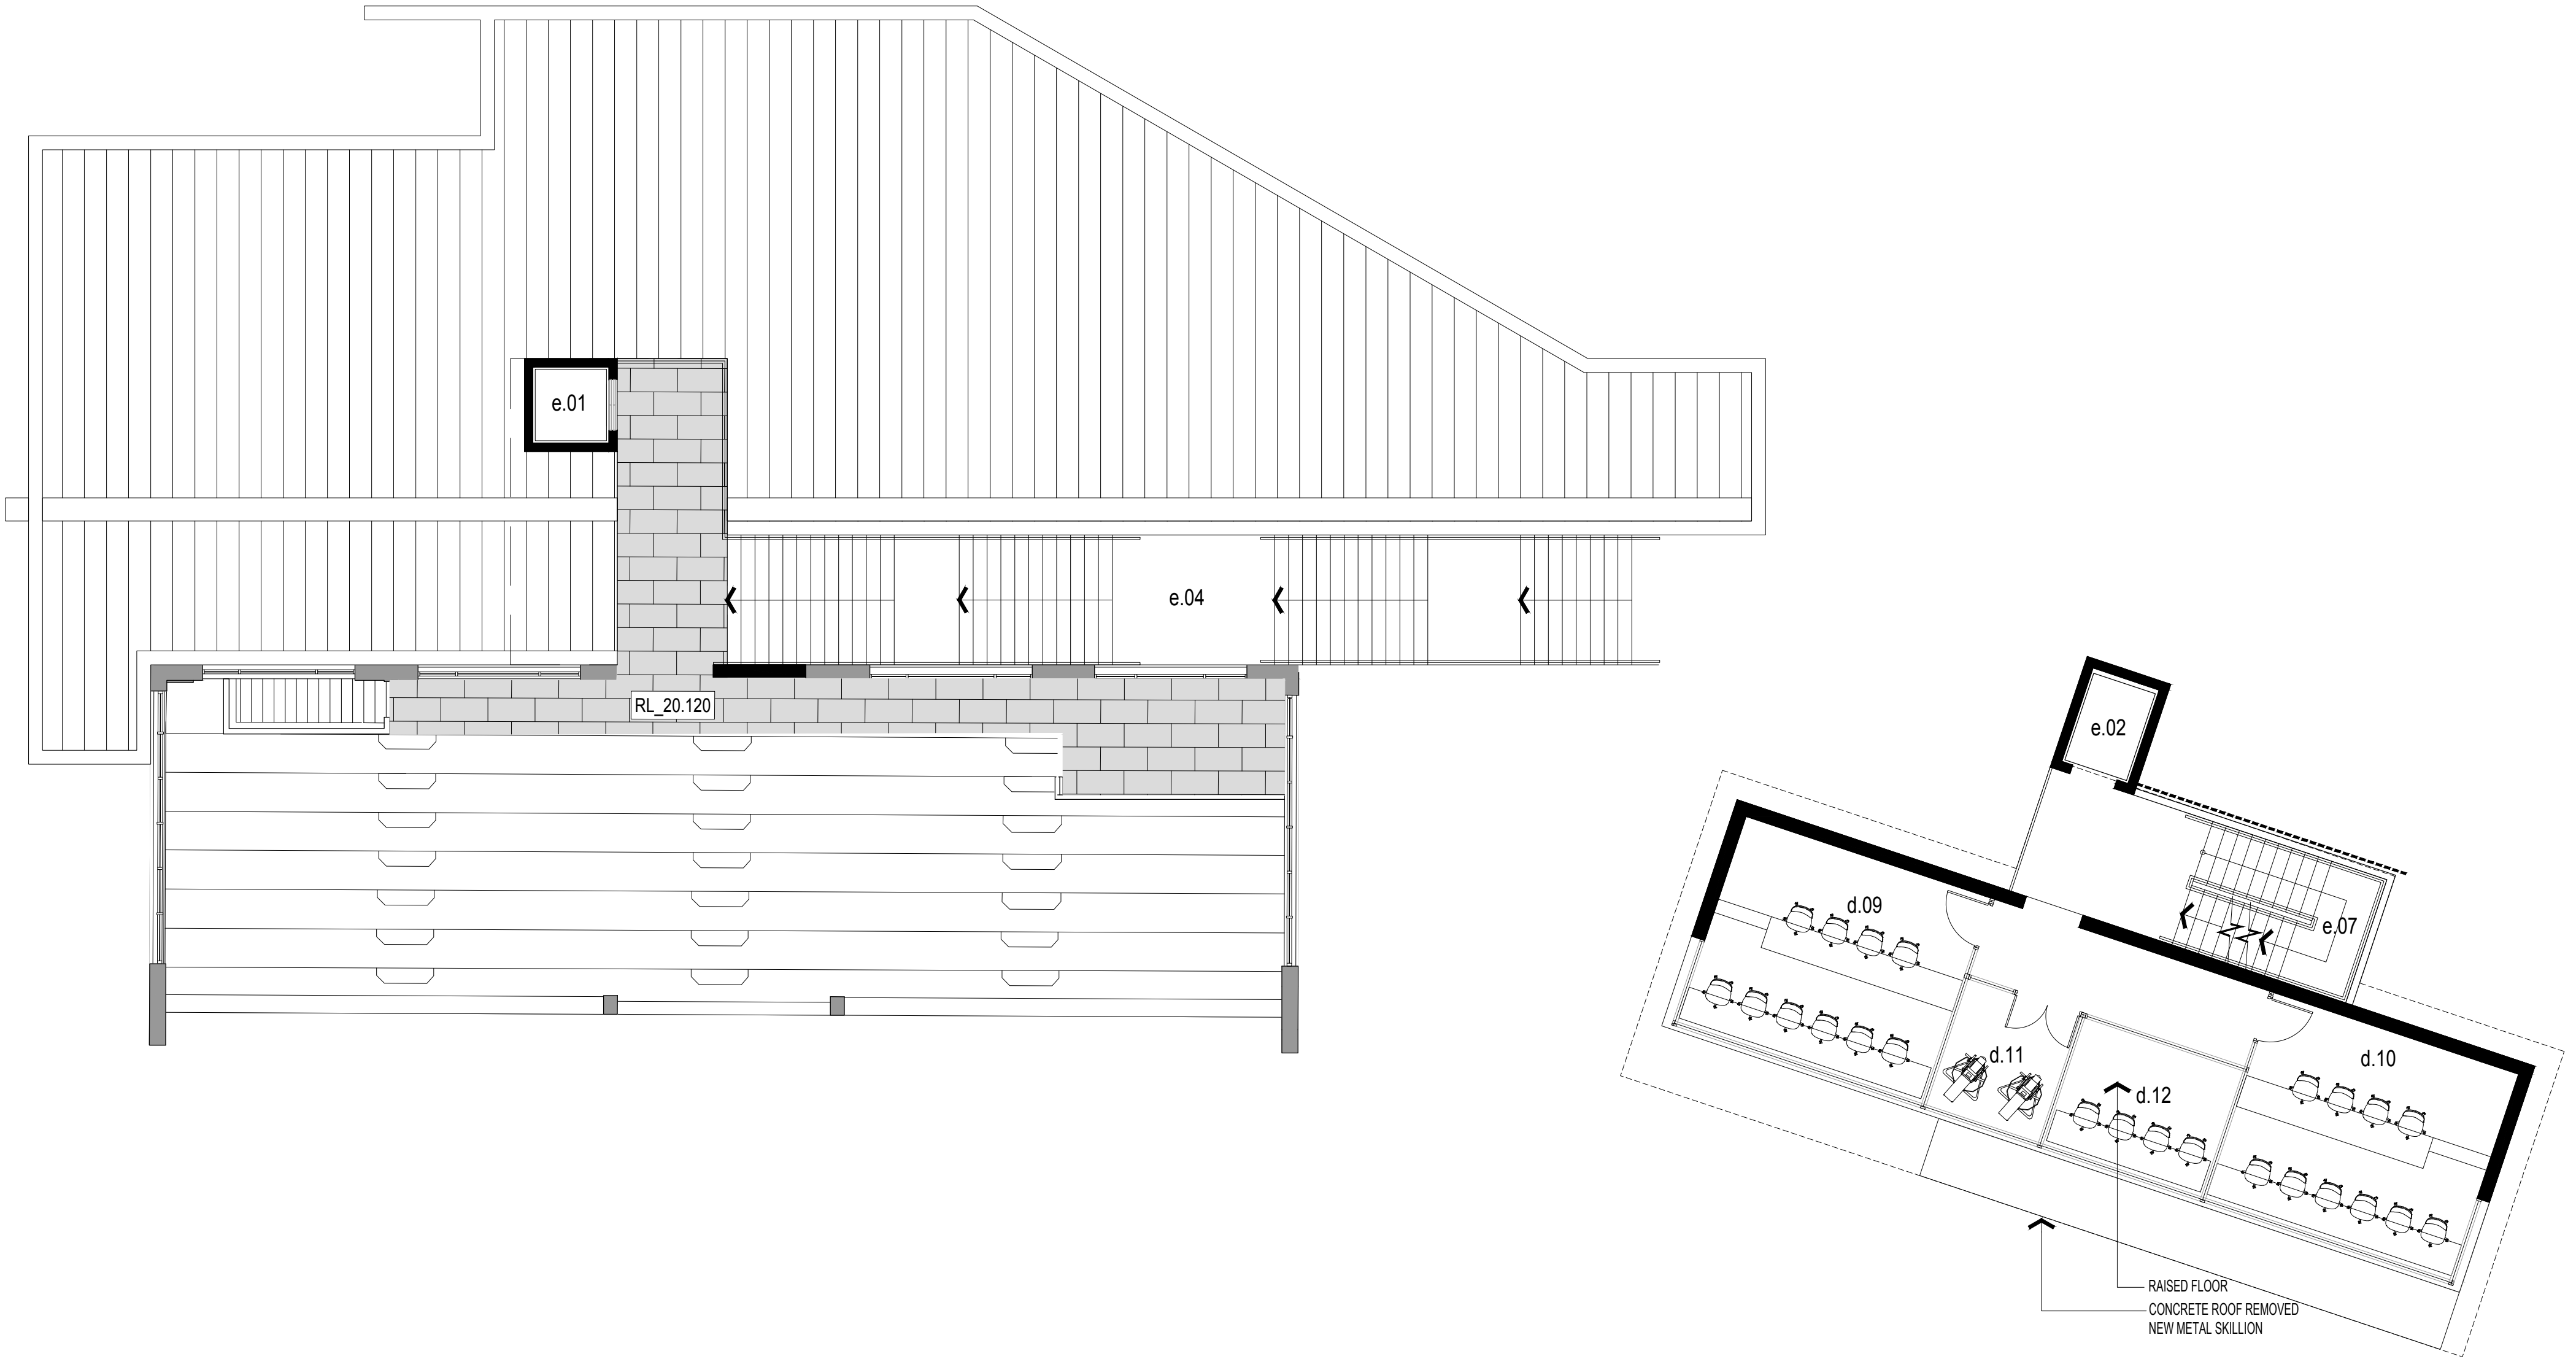 e.01
e.04
RL_20.120
e.02
e.07
d.09
d.11
d.10
d.12
RAISED FLOOR
CONCRETE ROOF REMOVED
NEW METAL SKILLION